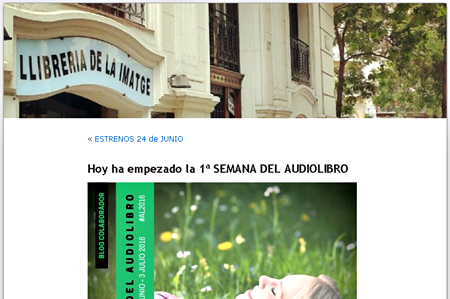 LLIBRERIA DE LA IMATGE
« ESTRENOS 24 de JUNIO
Hoy ha empezado la 1ª SEMANA DEL AUDIOLIBRO
BLOG COLABORADOR
DEL AUDIOLIBRO
UNIO - 3 JULIO 2016
#AL2016